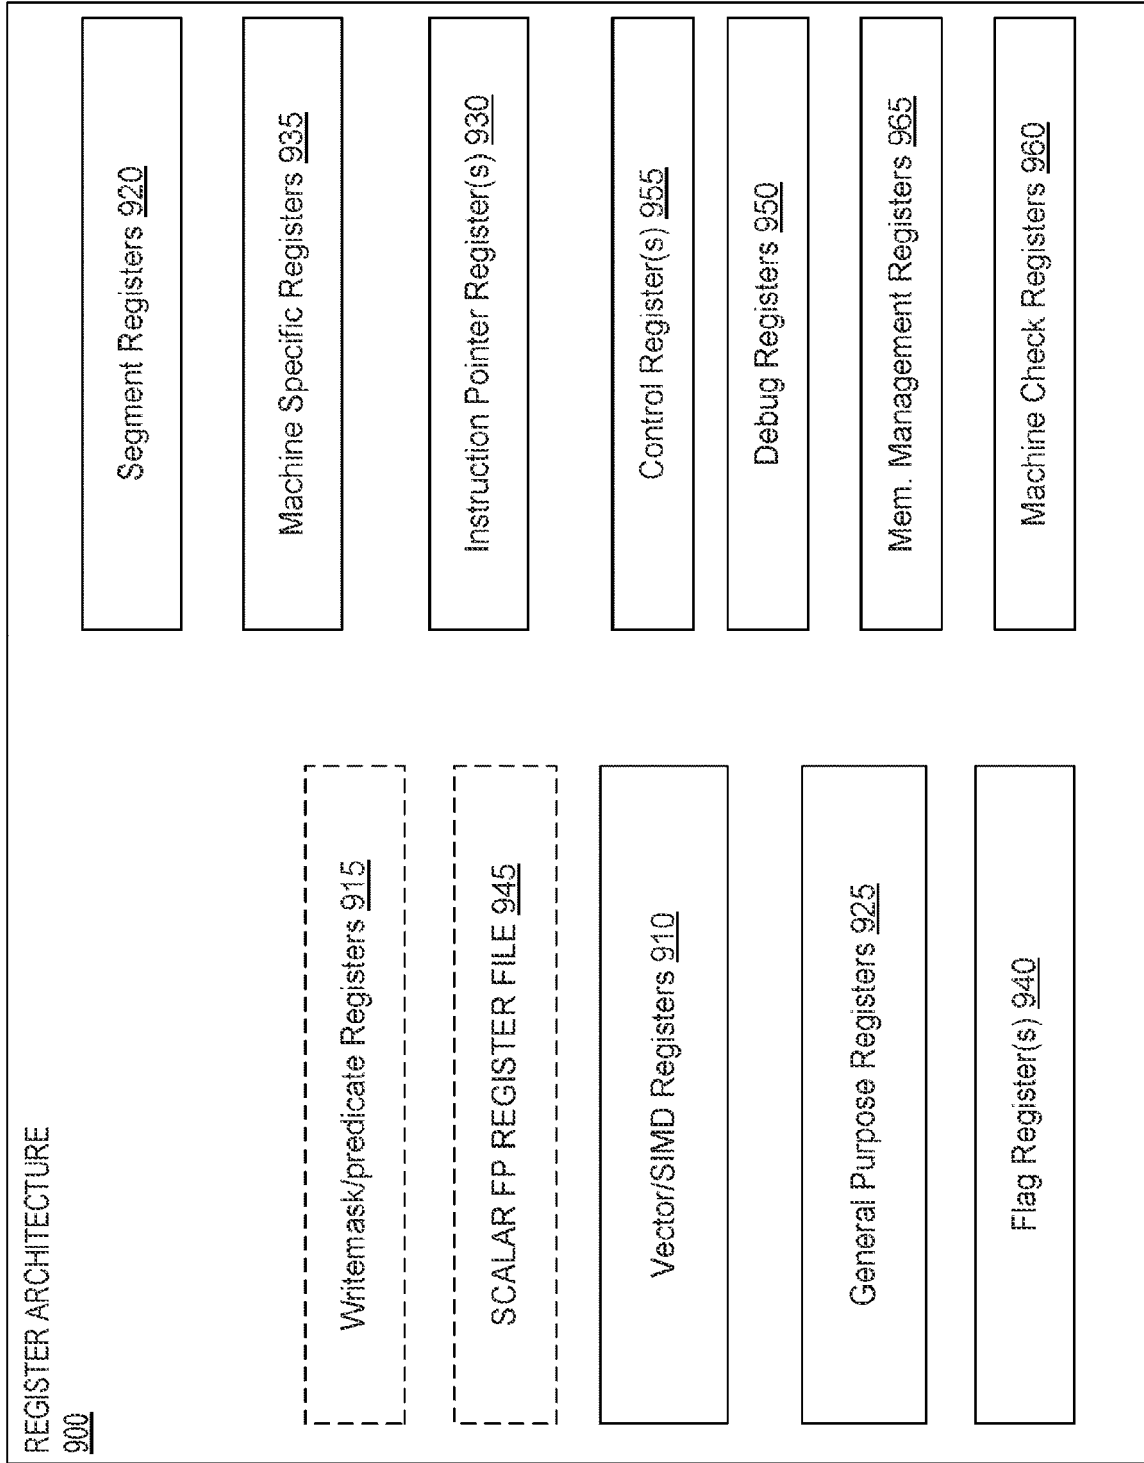 REGISTER ARCHITECTURE
900
Writemask/predicate Registers 915
SCALAR FP REGISTER FILE 945
Vector/SIMD Registers 910
General Purpose Registers 925
Flag Register(s) 940
Segment Registers 920
Machine Specific Registers 935
Instruction Pointer Register(s) 930
Control Register(s) 955
Debug Registers 950
Mem. Management Registers 965
Machine Check Registers 960